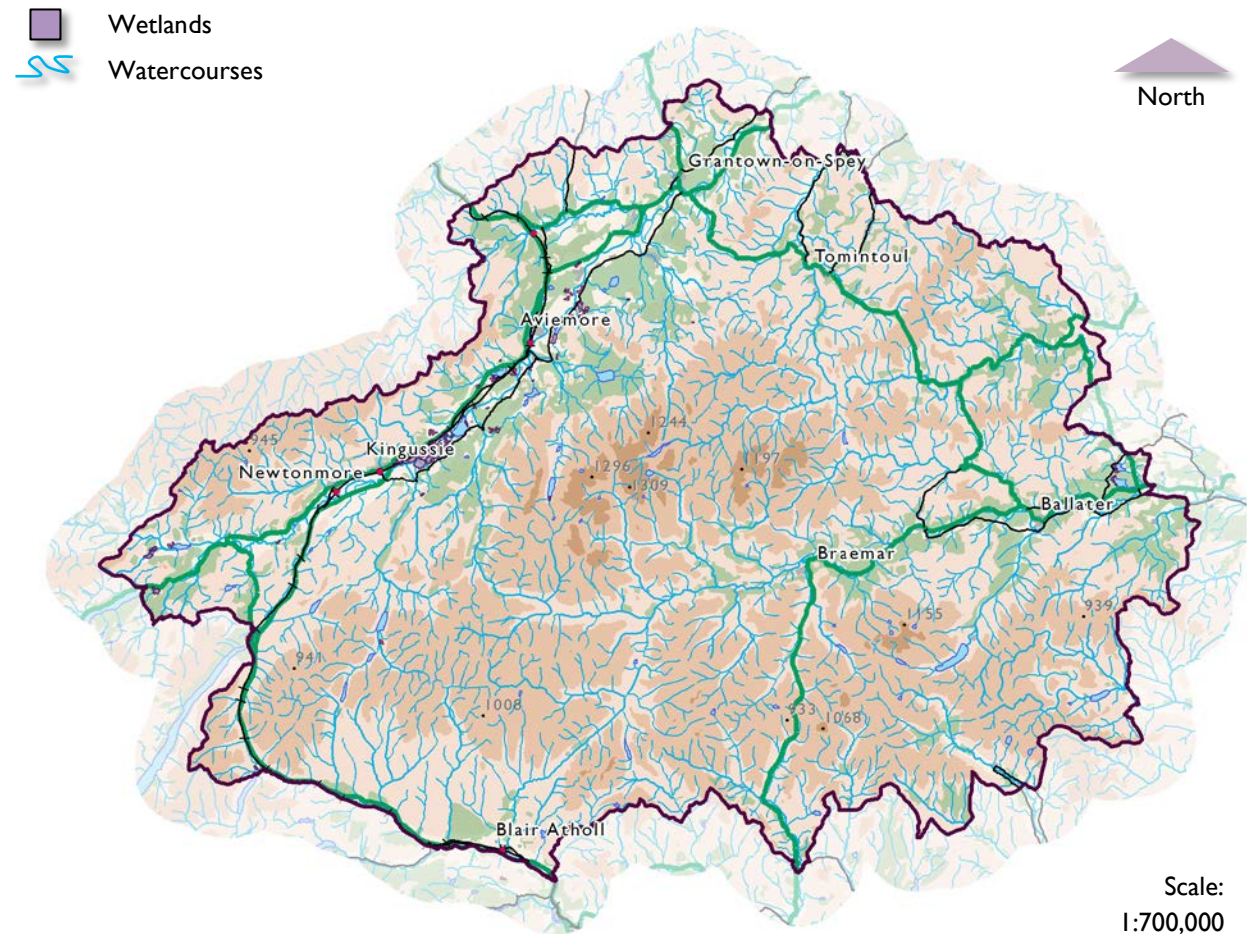 Wetlands
Watercourses
North
Grantown-on-Spey
Tomintoul
Aviemore
1244
945
Kingussie
Newtonmore
1296
1197
1309
Ballater
Braemar
1155
939
941
1008
933
1068
Blair Atholl
Scale:
1:700,000